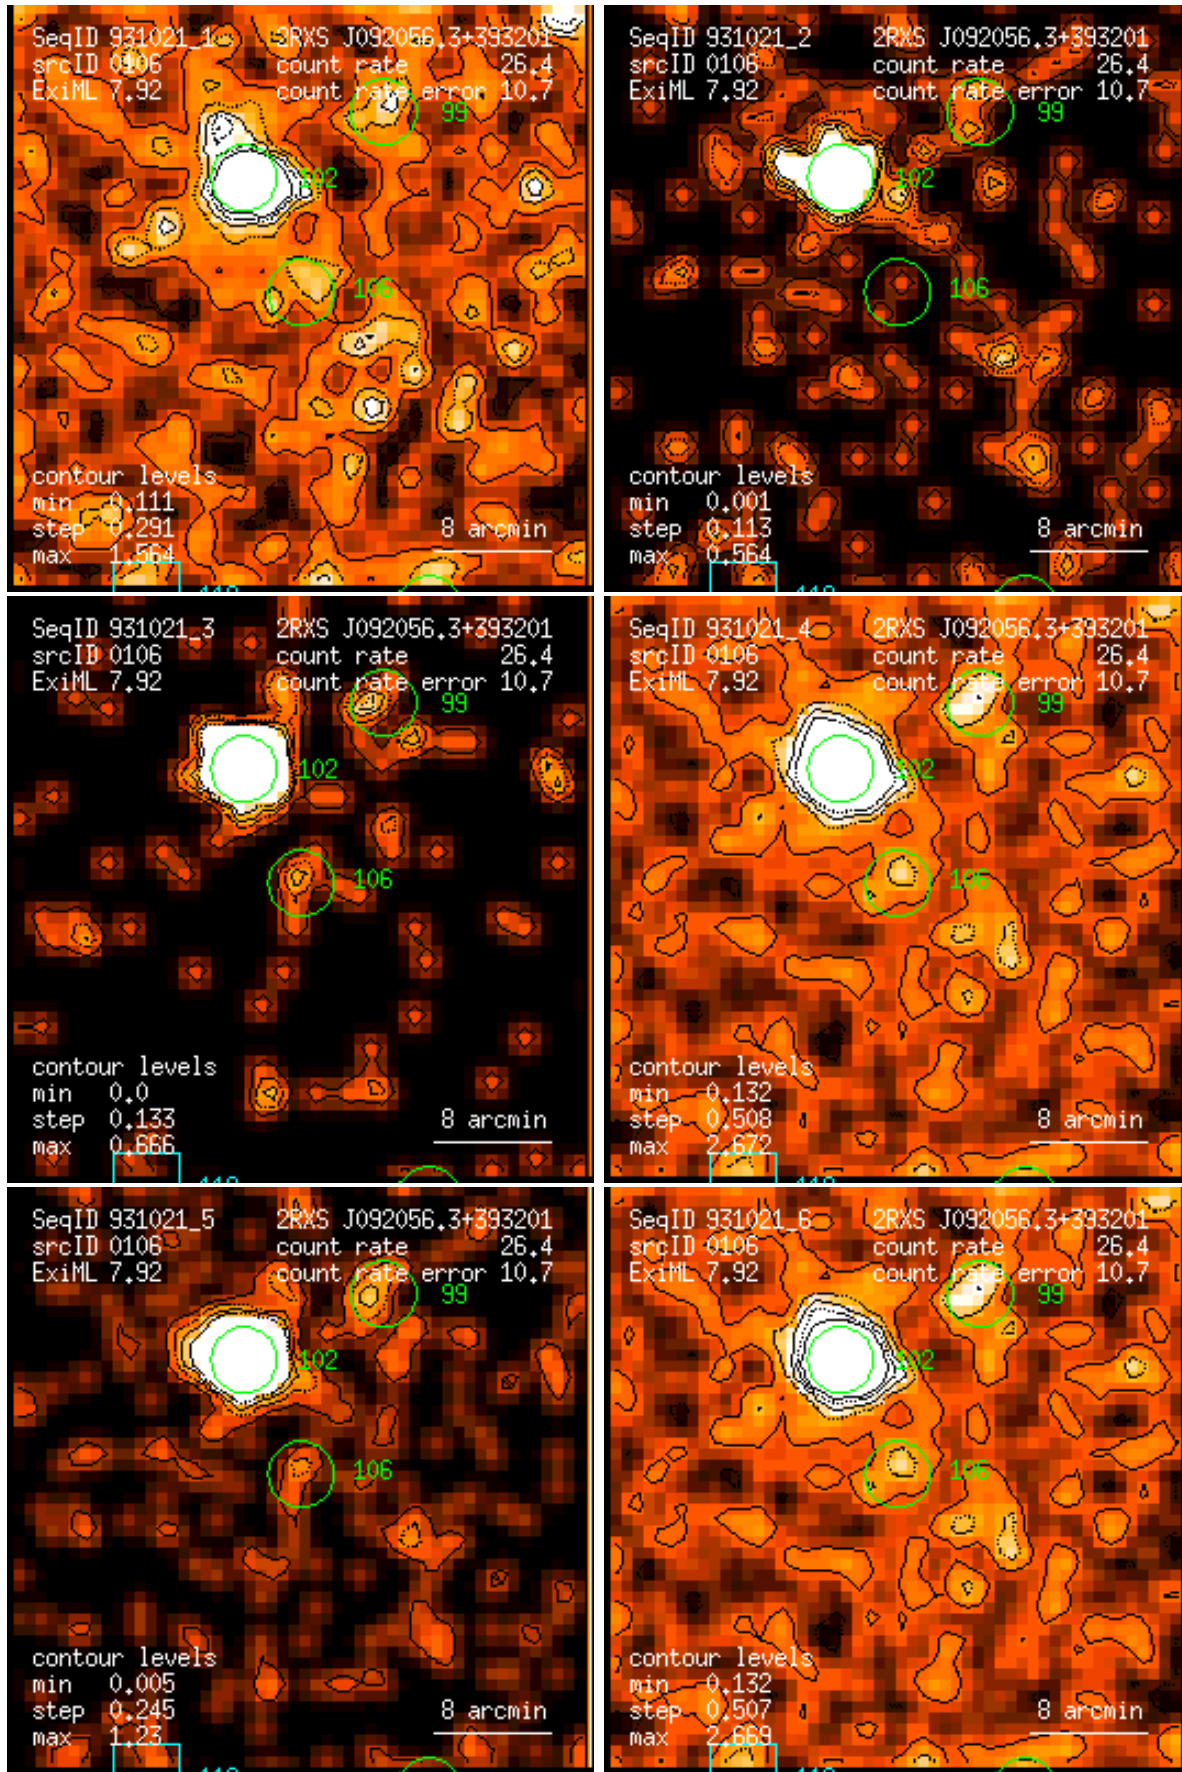 SeqID 931021_1 2RXS J092056.3+393201
srcID 0106 count rate 26.4
ExiML 7.92 count rate error 10.7
99
102
106
contour levels
min 0.111
step 0.291
max 1.564
8 arcmin
SeqID 931021_2 2RXS J092056.3+393201
srcID 0106 count rate 26.4
ExiML 7.92 count rate error 10.7
99
102
106
contour levels
min 0.001
step 0.113
max 0.564
8 arcmin
SeqID 931021_3 2RXS J092056.3+393201
srcID 0106 count rate 26.4
ExiML 7.92 count rate error 10.7
99
102
106
contour levels
min 0.0
step 0.133
max 0.666
8 arcmin
SeqID 931021_4 2RXS J092056.3+393201
srcID 0106 count rate 26.4
ExiML 7.92 count rate error 10.7
99
102
106
contour levels
min 0.132
step 0.508
max 2.672
8 arcmin
SeqID 931021_5 2RXS J092056.3+393201
srcID 0106 count rate 26.4
ExiML 7.92 count rate error 10.7
99
102
106
contour levels
min 0.005
step 0.245
max 1.23
8 arcmin
SeqID 931021_6 2RXS J092056.3+393201
srcID 0106 count rate 26.4
ExiML 7.92 count rate error 10.7
99
102
106
contour levels
min 0.132
step 0.507
max 2.669
8 arcmin